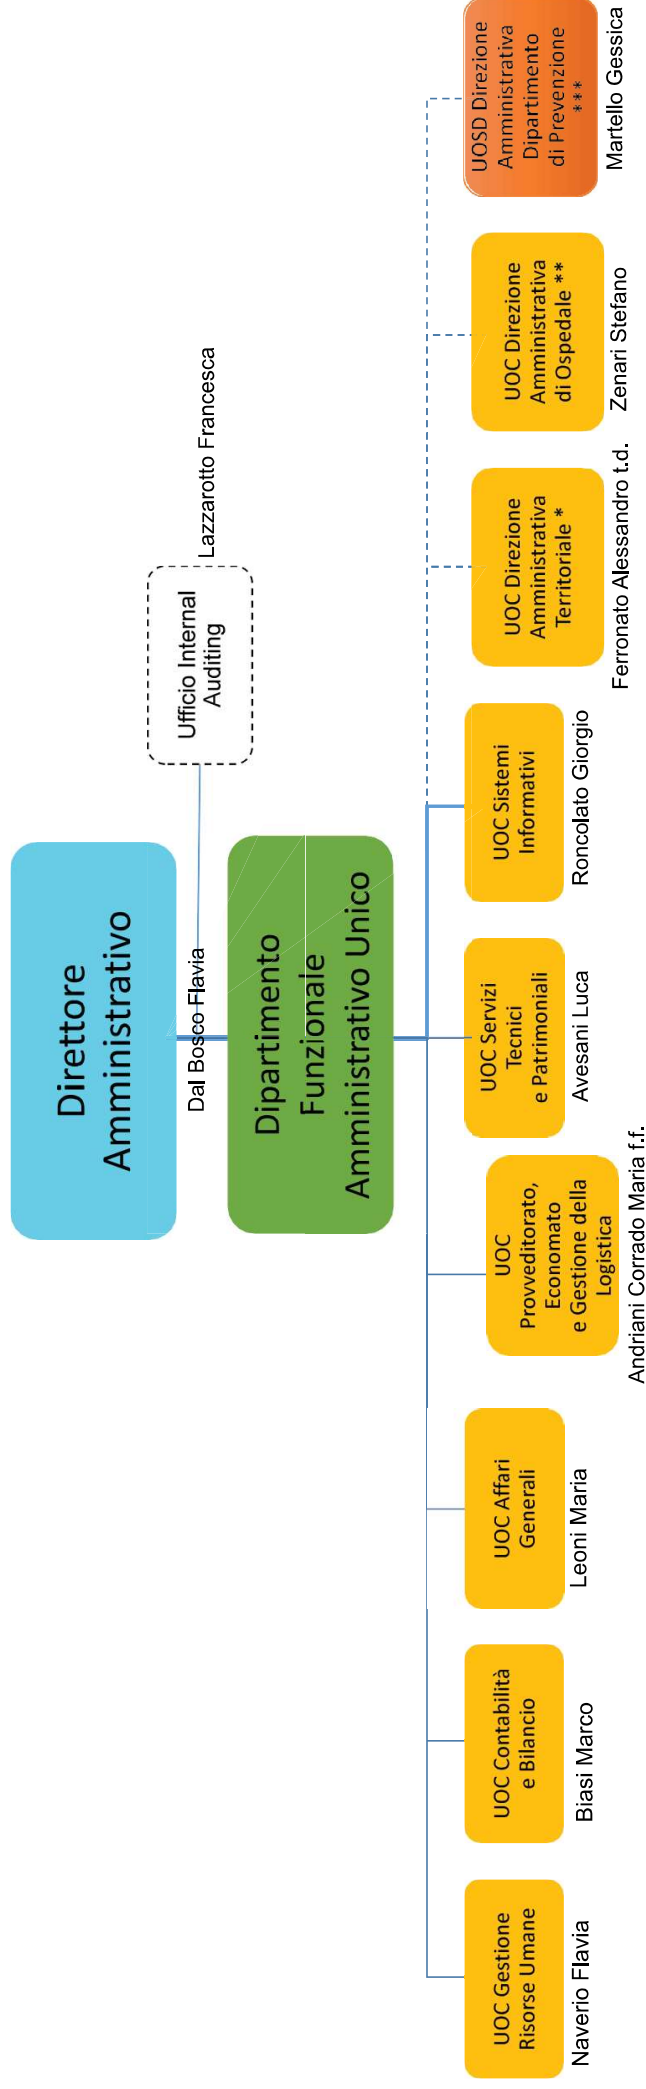 Direttore
Amministrativo
Dal Bosco Flavia
Ufficio Internal
Auditing
Lazzarotto Francesca
Dipartimento
Funzionale
Amministrativo Unico
UOC Gestione
Risorse Umane
Naverio Flavia
UOC Contabilità
e Bilancio
Biasi Marco
UOC Affari
Generali
Leoni Maria
UOC
Provveditorato,
Economato
e Gestione della
Logistica
Andriani Corrado Maria f.f.
UOC Servizi
Tecnici
e Patrimoniali
Avesani Luca
UOC Sistemi
Informativi
Roncolato Giorgio
UOC Direzione
Amministrativa
Territoriale *
Ferronato Alessandro t.d.
UOC Direzione
Amministrativa
di Ospedale **
Zenari Stefano
UOSD Direzione
Amministrativa
Dipartimento
di Prevenzione
***
Martello Gessica